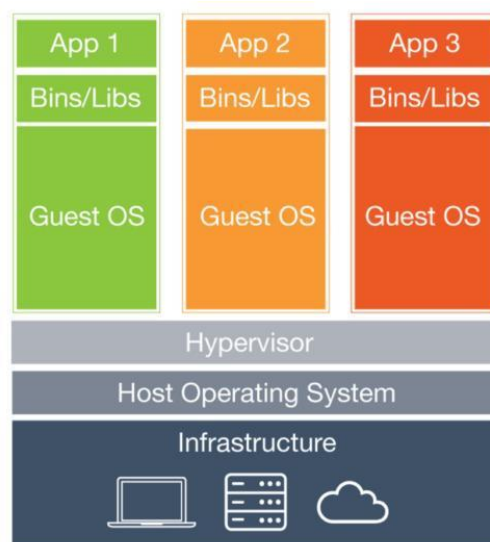 App 1
App 2
App 3
Bins/Libs
Bins/Libs
Bins/Libs
Guest OS
Guest OS
Guest OS
Hypervisor
Host Operating System
Infrastructure